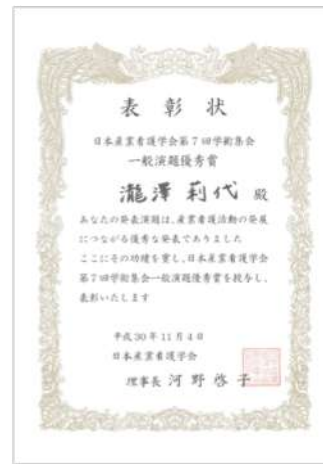 表彰状
日本産業看護学会第7回学術集会
一般演題優秀賞
瀧澤莉代 殿
あなたの発表演題は、産業看護活動の発展
につながる優秀な発表でありました
ここにその功績を賞し、日本産業看護学会
第7回学術集会一般演題優秀賞を授与し、
表彰いたします
平成30年11月4日
日本産業看護学会
理事長 河野啓子